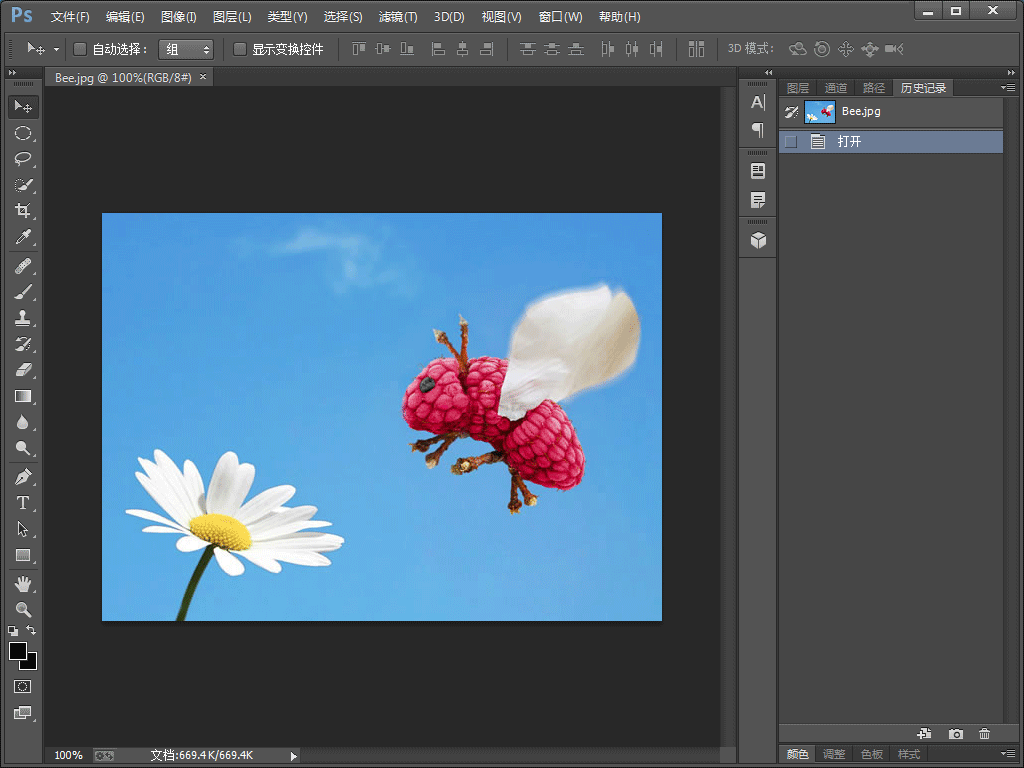 Ps 文件(F) 编辑(E) 图像(I) 图层(L) 类型(Y) 选择(S) 滤镜(T) 3D(D) 视图(V) 窗口(W) 帮助(H)
自动选择： 组 显示变换控件 3D 模式：
Bee.jpg @ 100%(RGB/8#) ×
图层 通道 路径 历史记录
Bee.jpg
打开
100% 文档:669.4K/669.4K
颜色 调整 色板 样式